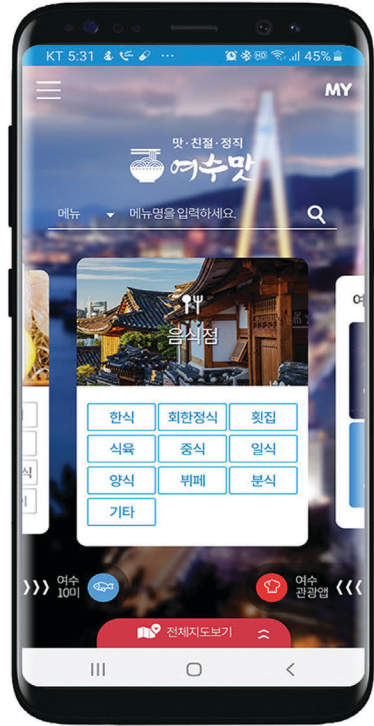 KT 5:31 ... HD 45%
MY
맛·친절·정직
여수맛
메뉴 메뉴명을 입력하세요.
음식점
한식 회한정식 횟집
식육 중식 일식
양식 뷔페 분식
기타
식
여수
10미
여수
관광앱
전체지도보기